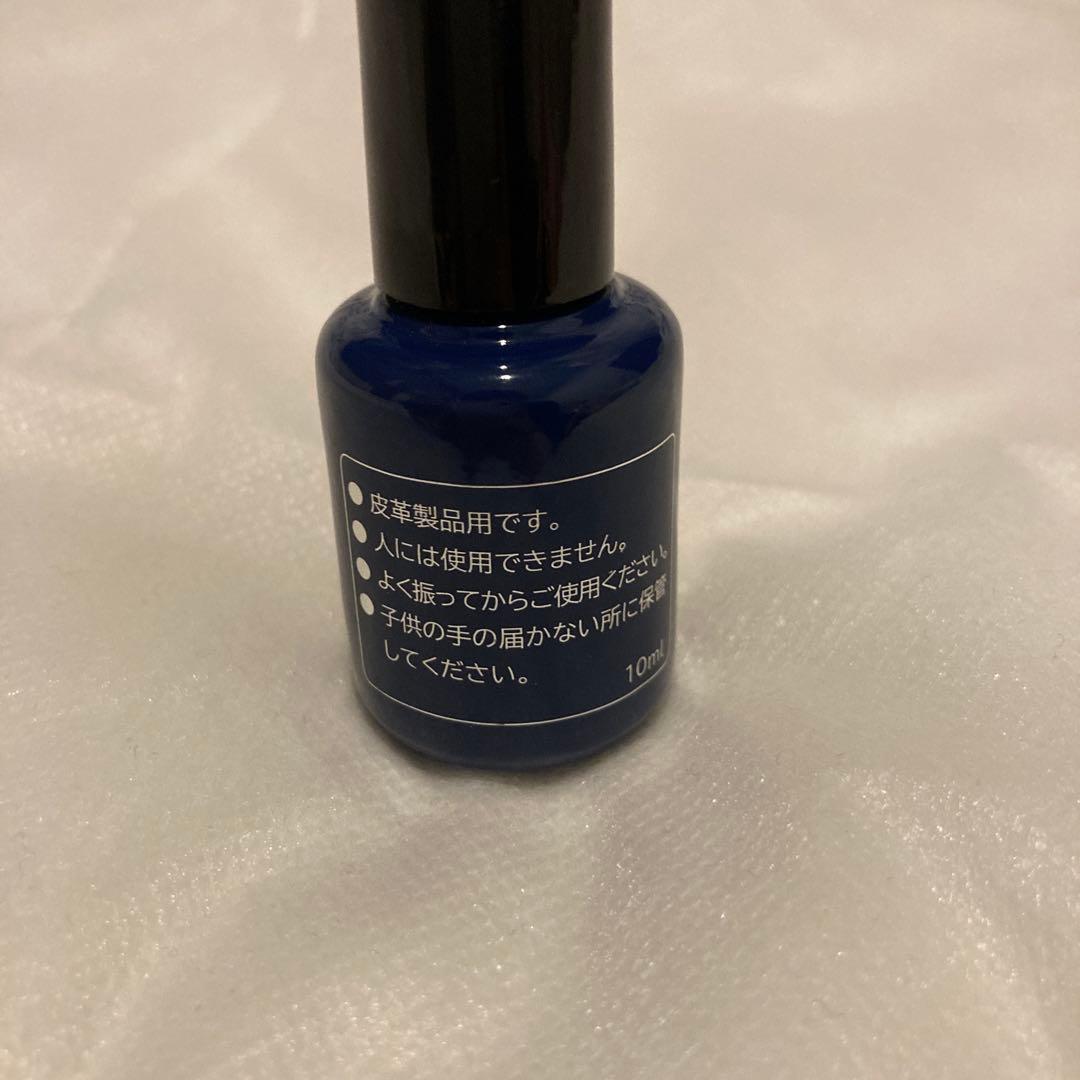 ●皮革製品用です。
●人には使用できません。
●よく振ってからご使用ください。
●子供の手の届かない所に保管
してください。
10ml